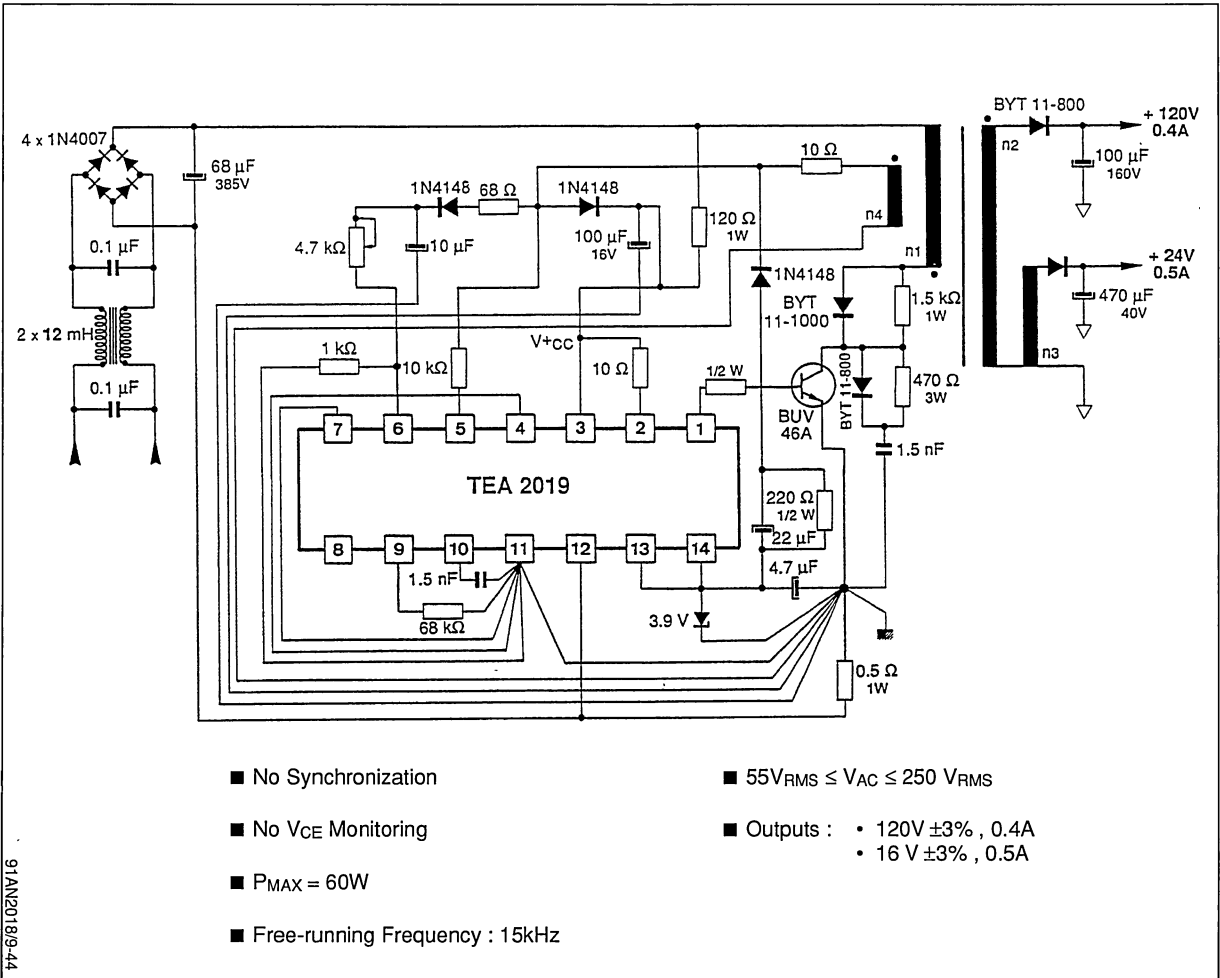 BYT 11-800
+ 120V
0.4A
4 x 1N4007
n2
10 Ω
68 µF
385V
100 µF
160V
1N4148
68 Ω
1N4148
n4
4.7 kΩ
10 µF
100 µF
16V
120 Ω
1W
0.1 µF
n1
+ 24V
0.5A
1N4148
BYT
11-1000
1.5 kΩ
1W
470 µF
40V
2 x 12 mH
V+CC
n3
1 kΩ
10 kΩ
10 Ω
1/2 W
BYT 11-800
470 Ω
3W
0.1 µF
BUV
46A
7
6
5
4
3
2
1
1.5 nF
TEA 2019
220 Ω
1/2 W
22 µF
8
9
10
11
12
13
14
1.5 nF
4.7 µF
68 kΩ
3.9 V
0.5 Ω
1W
■ No Synchronization
■ 55VRMS ≤ VAC ≤ 250 VRMS
■ No VCE Monitoring
■ Outputs : • 120V ±3% , 0.4A
• 16 V ±3% , 0.5A
■ PMAX = 60W
■ Free-running Frequency : 15kHz
91AN2018/9-44